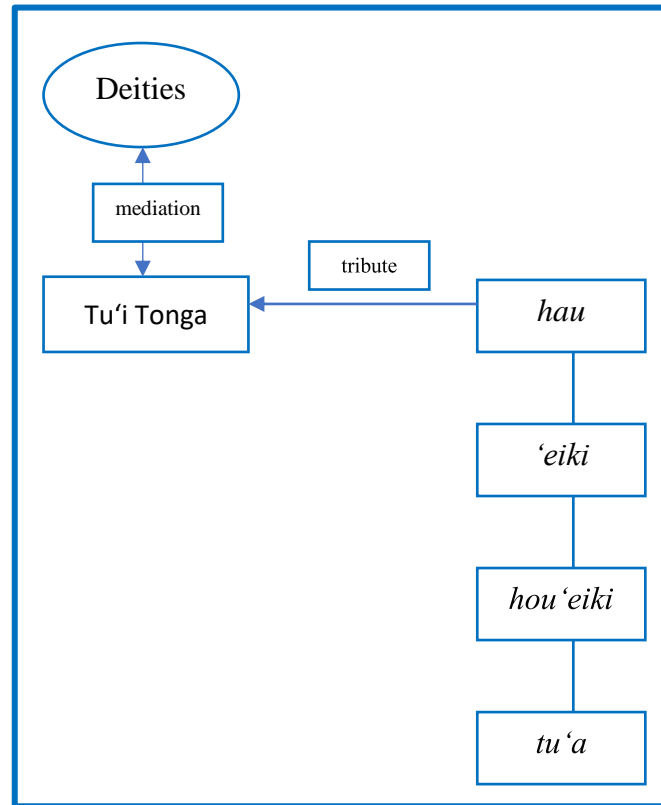 Deities
mediation
tribute
Tu‘i Tonga
hau
‘eiki
hou‘eiki
tu‘a